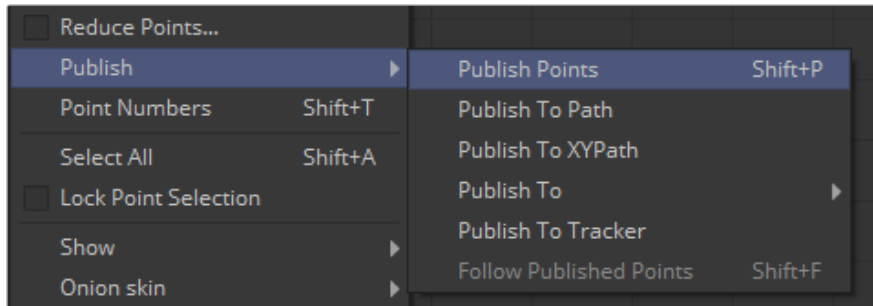 Reduce Points...
Publish
Point Numbers Shift+T
Select All Shift+A
Lock Point Selection
Show
Onion skin
Publish Points Shift+P
Publish To Path
Publish To XYPath
Publish To
Publish To Tracker
Follow Published Points Shift+F